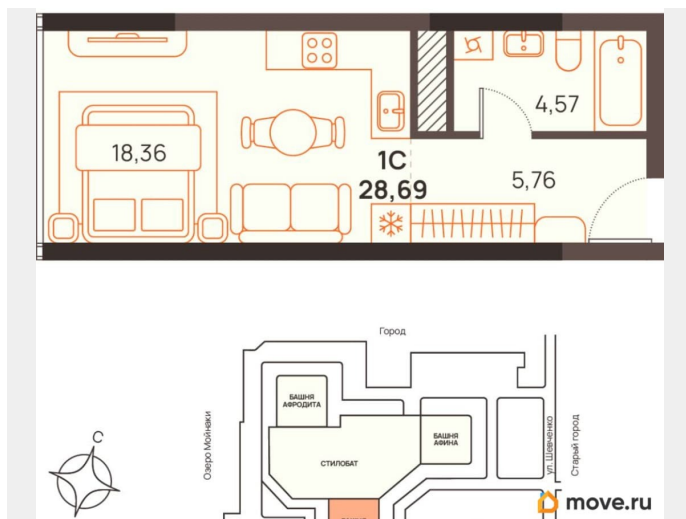 18,36
1С
28,69
5,76
4,57
Город
Озеро Мойнаки
БАШНЯ
АФРОДИТА
СТИЛОБАТ
БАШНЯ
АФИНА
ул. Шевченко
Старый город
С
move.ru